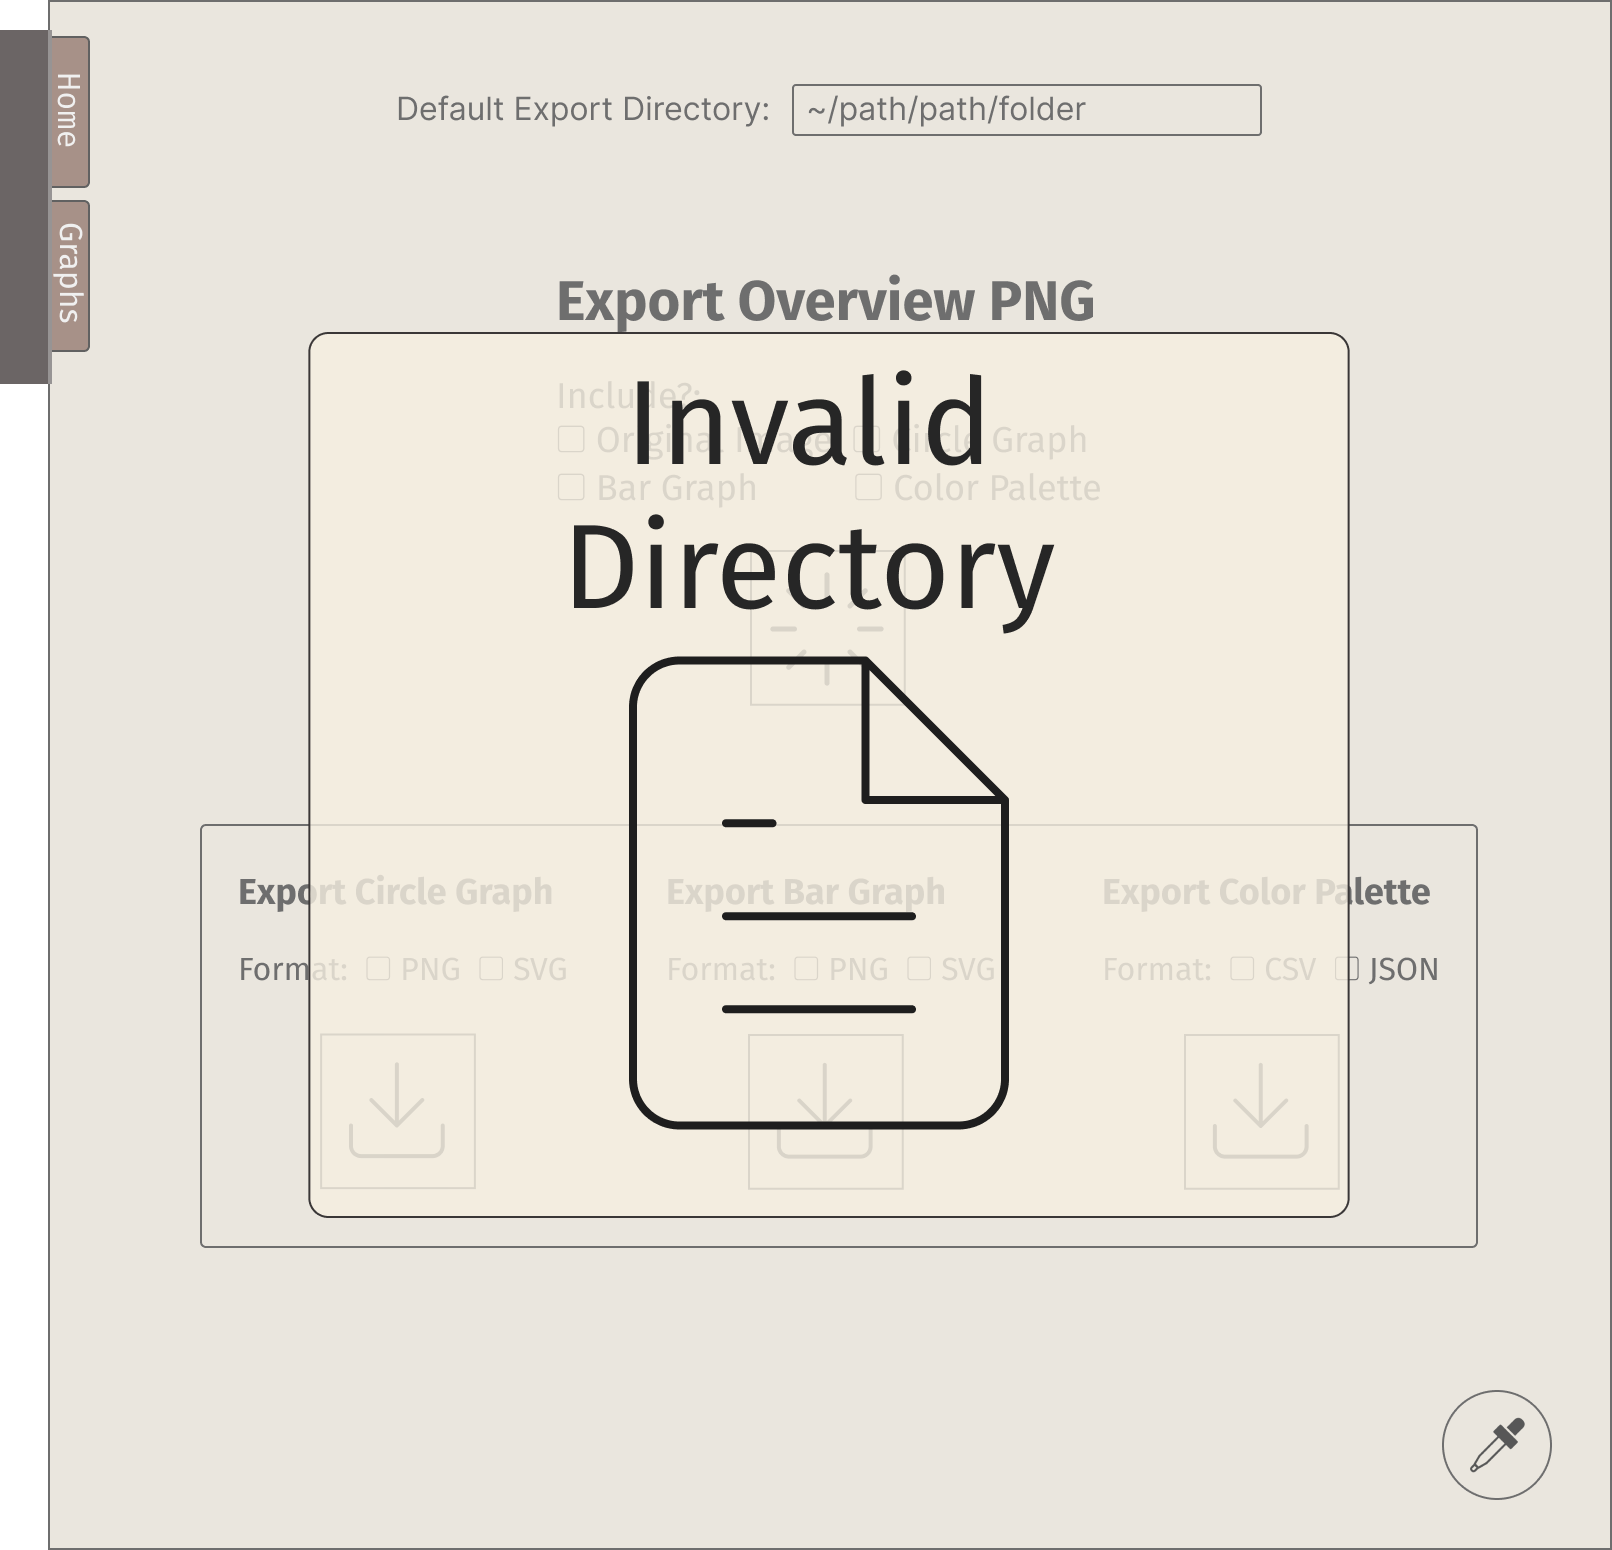 Home
Graphs
Default Export Directory: ~/path/path/folder
Export Overview PNG
Invalid
Directory
Include?:
Original Image Circle Graph
Bar Graph Color Palette
Export Circle Graph Export Bar Graph Export Color Palette
Format: PNG SVG Format: PNG SVG Format: CSV JSON